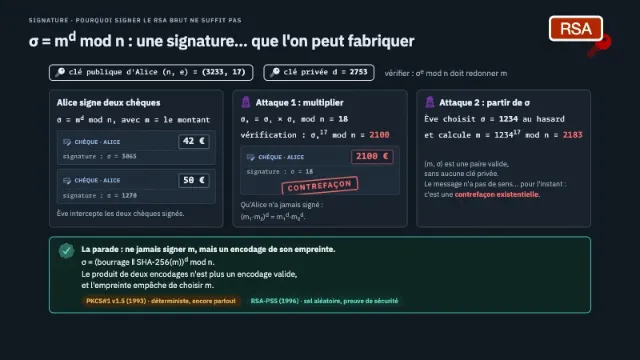 SIGNATURE · POURQUOI SIGNER LE RSA BRUT NE SUFFIT PAS
RSA
σ = mᵈ mod n : une signature... que l'on peut fabriquer
clé publique d'Alice (n, e) = (3233, 17)
clé privée d = 2753
vérifier : σᵉ mod n doit redonner m
Alice signe deux chèques
σ = mᵈ mod n, avec m = le montant
CHÈQUE · ALICE
42 €
signature : σ = 3065
CHÈQUE · ALICE
50 €
signature : σ = 1270
Ève intercepte les deux chèques signés.
Attaque 1 : multiplier
σ, = σ, × σ, mod n = 18
vérification : σ,¹⁷ mod n = 2100
CHÈQUE · ALICE
2100 €
signature : σ = 18
CONTREFAÇON
Qu'Alice n'a jamais signé :
(m₁·m₂)ᵈ = m₁ᵈ·m₂ᵈ.
Attaque 2 : partir de σ
Ève choisit σ = 1234 au hasard
et calcule m = 1234¹⁷ mod n = 2183
(m, σ) est une paire valide,
sans aucune clé privée.
Le message n'a pas de sens... pour l'instant :
c'est une contrefaçon existentielle.
La parade : ne jamais signer m, mais un encodage de son empreinte.
σ = (bourrage ‖ SHA-256(m))ᵈ mod n.
Le produit de deux encodages n'est plus un encodage valide,
et l'empreinte empêche de choisir m.
PKCS#1 v1.5 (1993) · déterministe, encore partout
RSA-PSS (1996) · sel aléatoire, preuve de sécurité